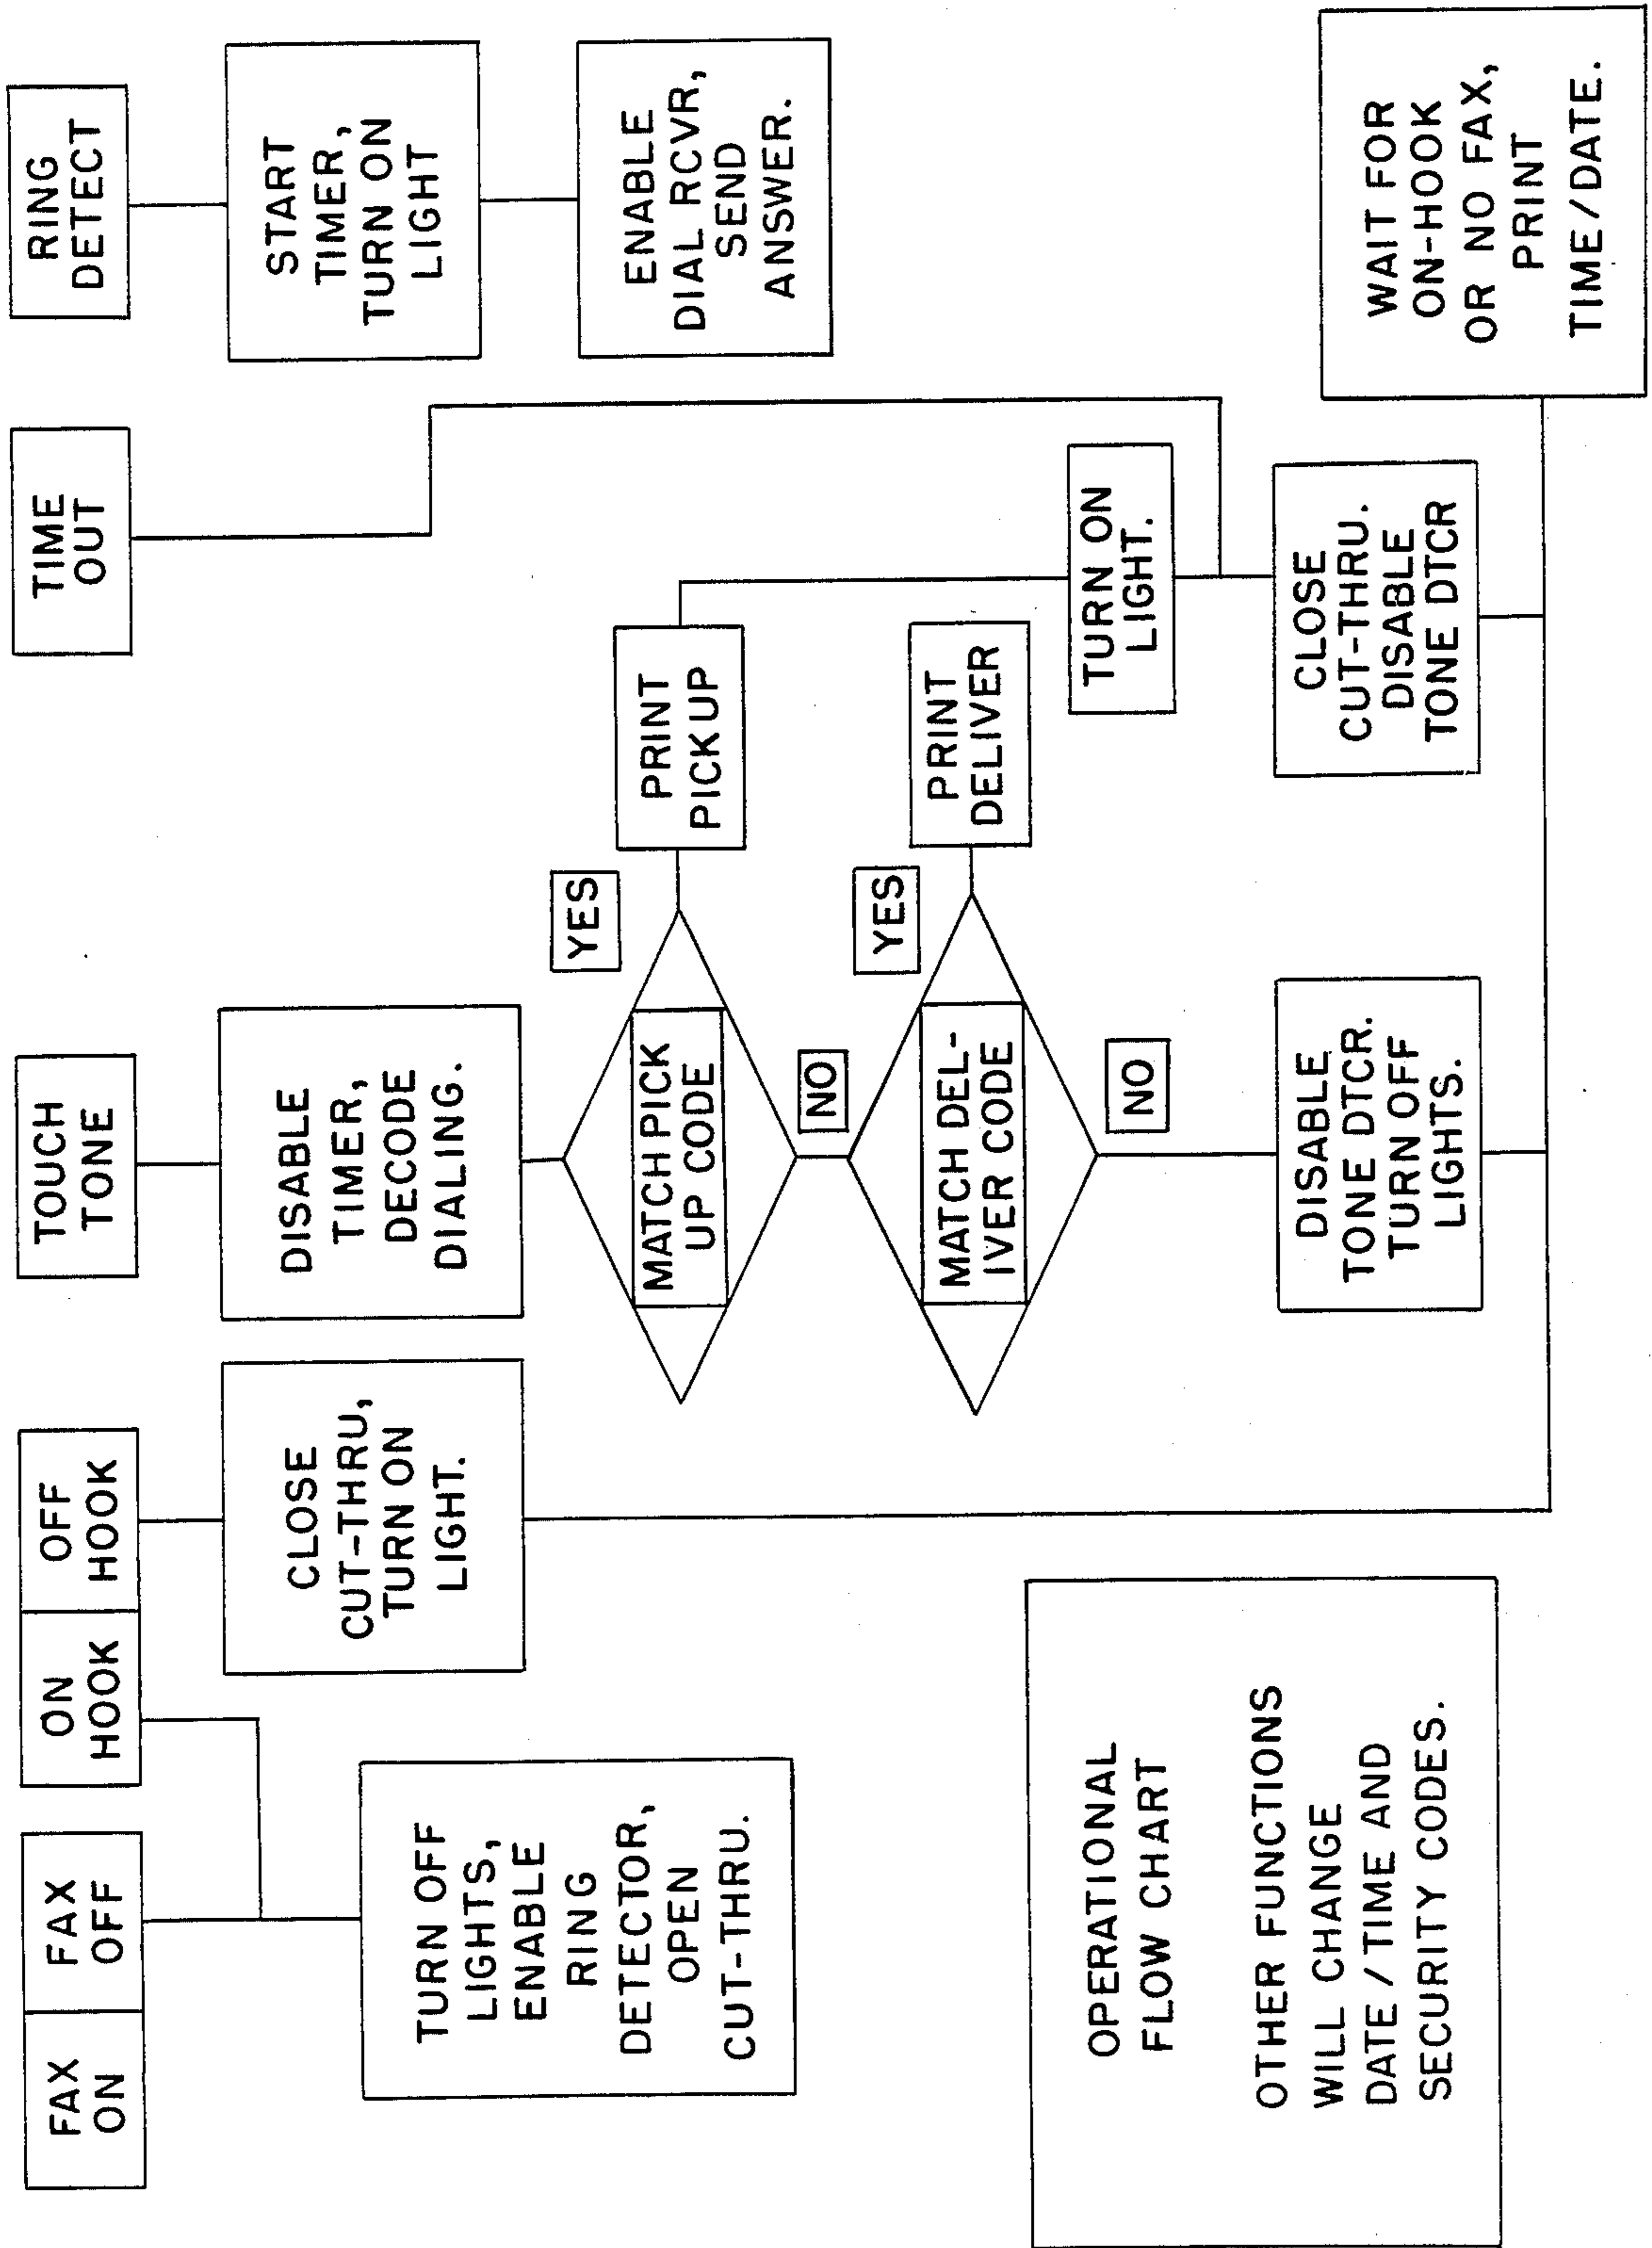 FAX
ON
FAX
OFF
ON
HOOK
OFF
HOOK
TOUCH
TONE
TIME
OUT
RING
DETECT
TURN OFF
LIGHTS,
ENABLE
RING
DETECTOR,
OPEN
CUT-THRU.
CLOSE
CUT-THRU,
TURN ON
LIGHT.
DISABLE
TIMER,
DECODE
DIALING.
START
TIMER,
TURN ON
LIGHT
ENABLE
DIAL RCVR,
SEND
ANSWER.
MATCH PICK
UP CODE
YES
PRINT
PICKUP
NO
MATCH DEL-
IVER CODE
YES
PRINT
DELIVER
NO
TURN ON
LIGHT.
DISABLE
TONE DTCR.
TURN OFF
LIGHTS.
CLOSE
CUT-THRU.
DISABLE
TONE DTCR
WAIT FOR
ON-HOOK
OR NO FAX,
PRINT
TIME/DATE.
OPERATIONAL
FLOW CHART
OTHER FUNCTIONS
WILL CHANGE
DATE / TIME AND
SECURITY CODES.